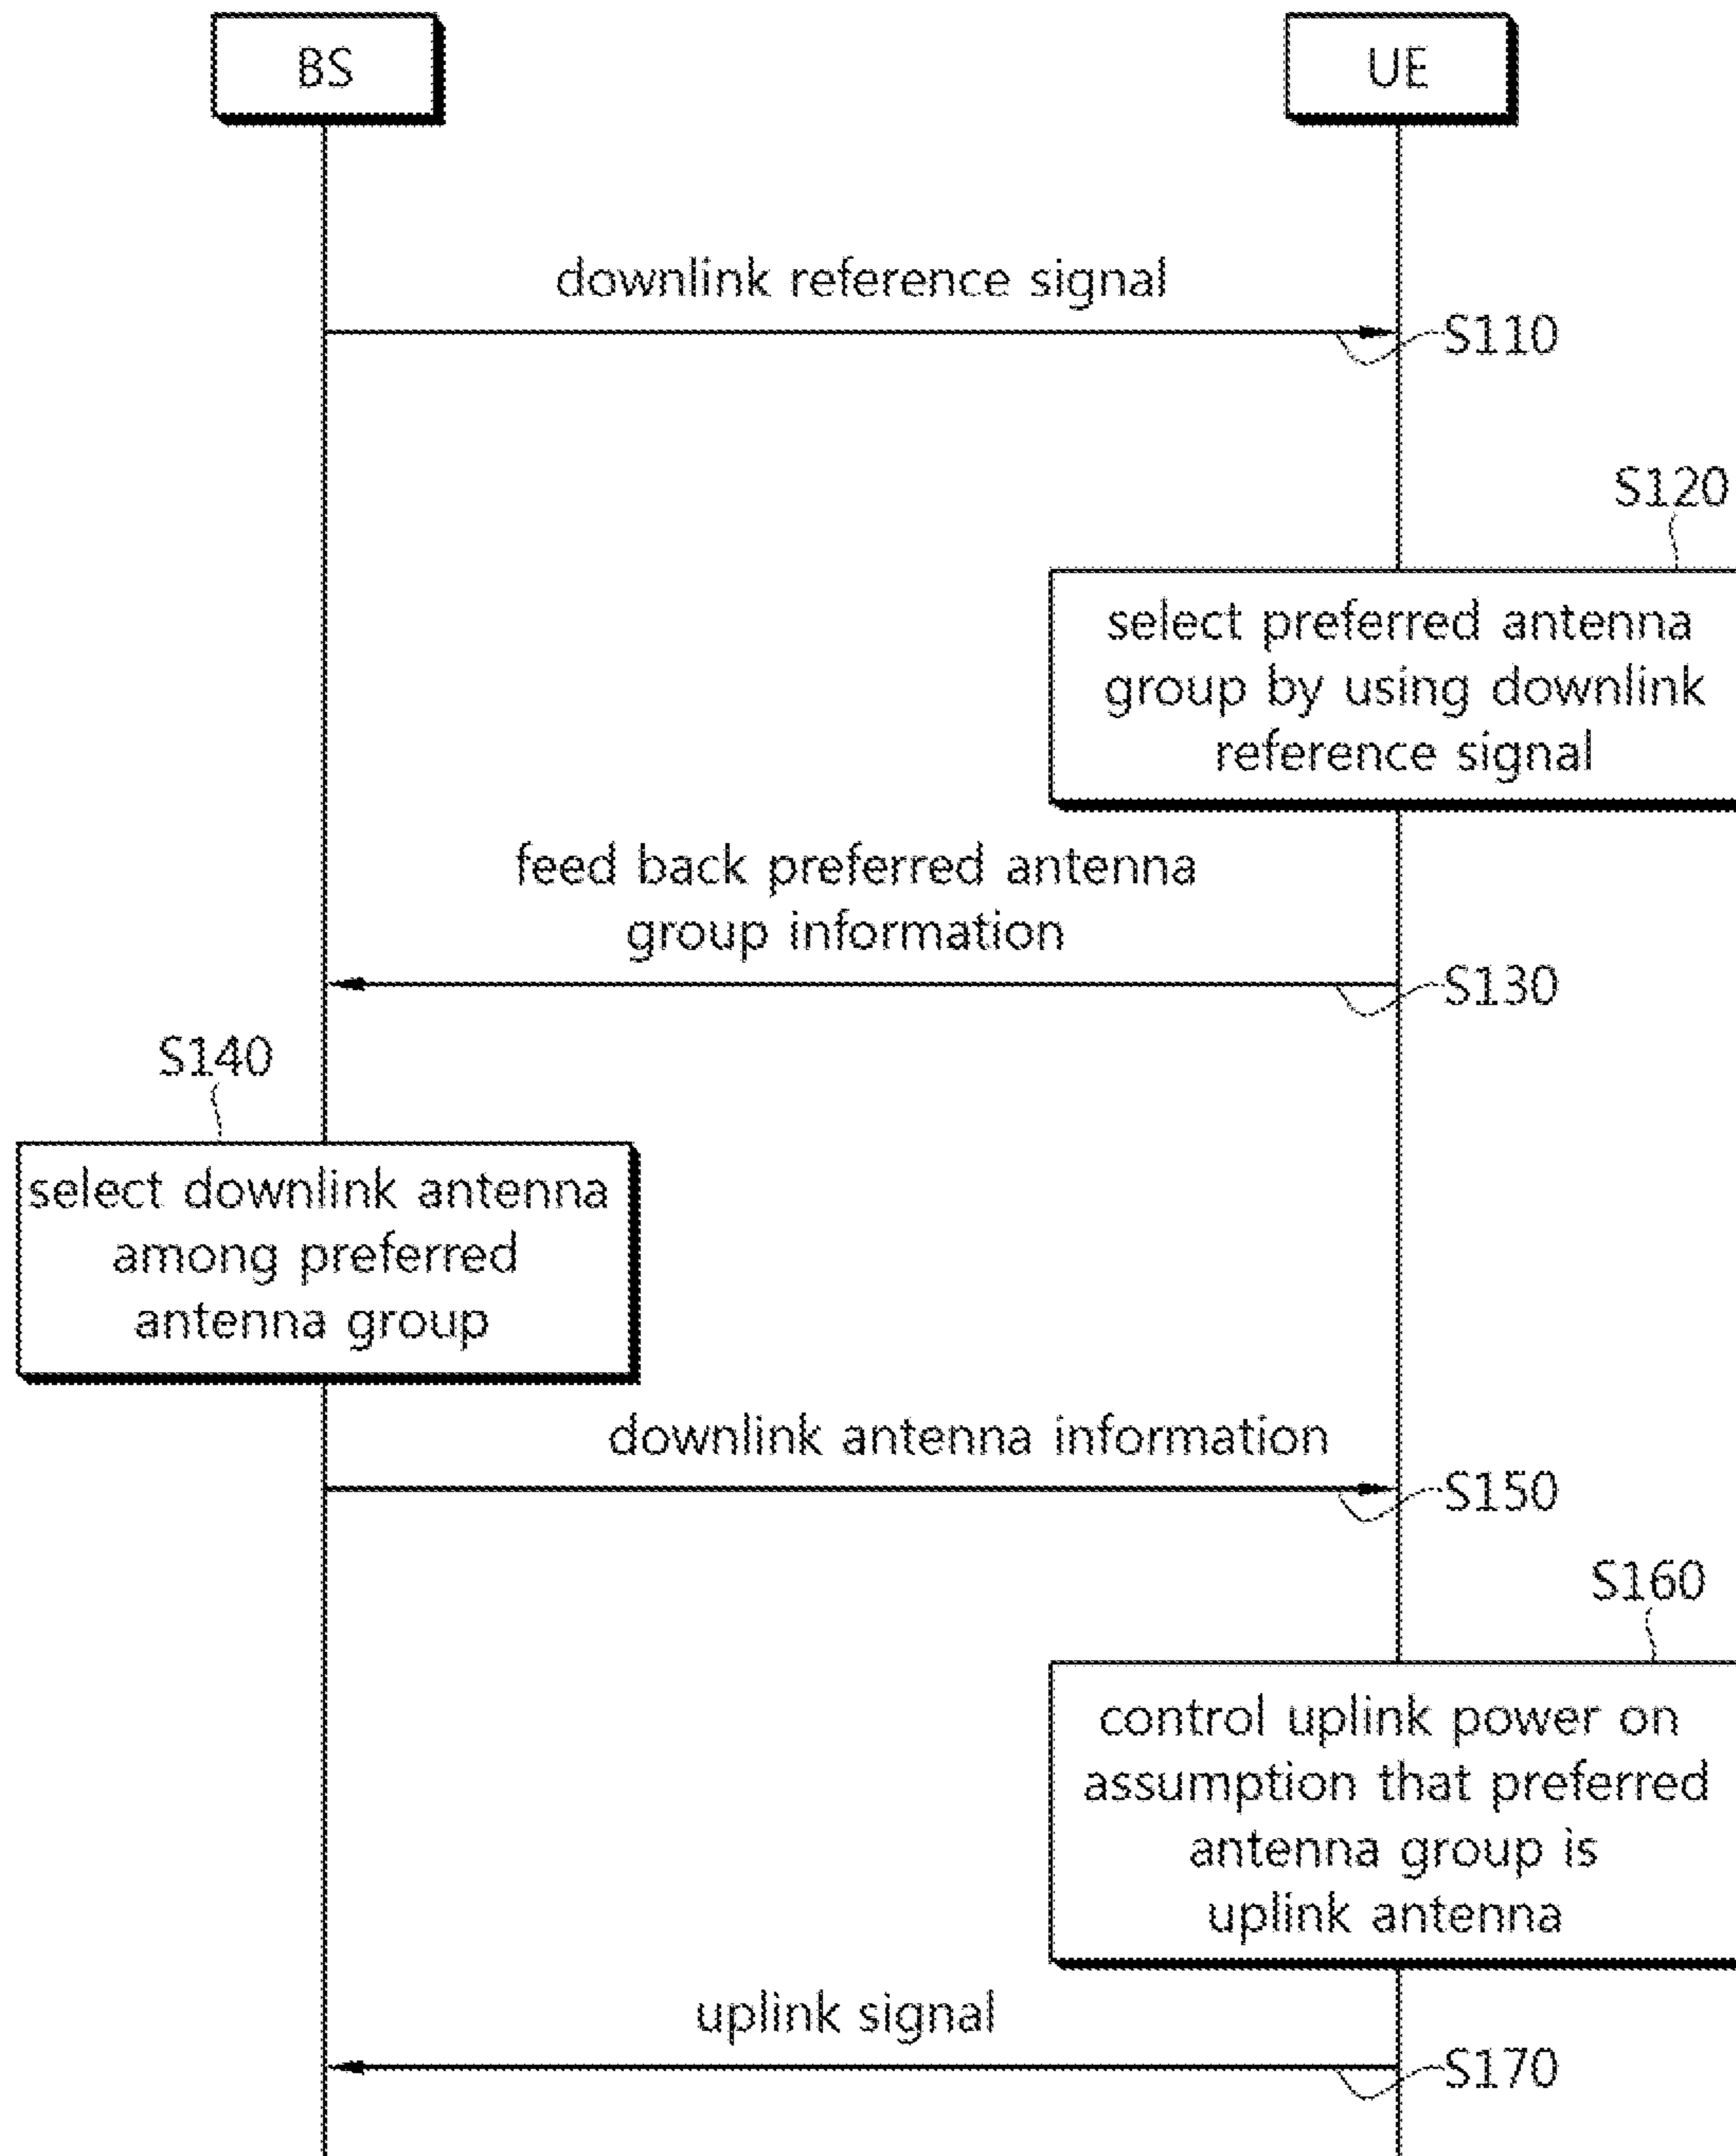 BS
UE
downlink reference signal
S110
S120
select preferred antenna
group by using downlink
reference signal
feed back preferred antenna
group information
S130
S140
select downlink antenna
among preferred
antenna group
downlink antenna information
S150
S160
control uplink power on
assumption that preferred
antenna group is
uplink antenna
uplink signal
S170